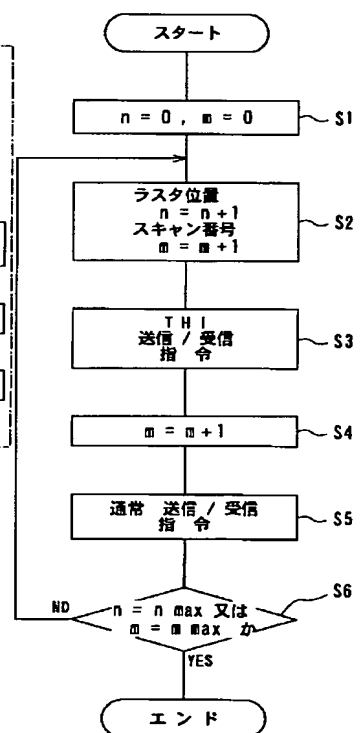 スタート
n = 0 , m = 0
S1
ラスタ位置
n = n+1
スキャン番号
m = m+1
S2
THI
送信 / 受信
指 令
S3
m = m+1
S4
通常 送信 / 受信
指 令
S5
n = n max 又は
m = m max か
S6
NO
YES
エ ン ド